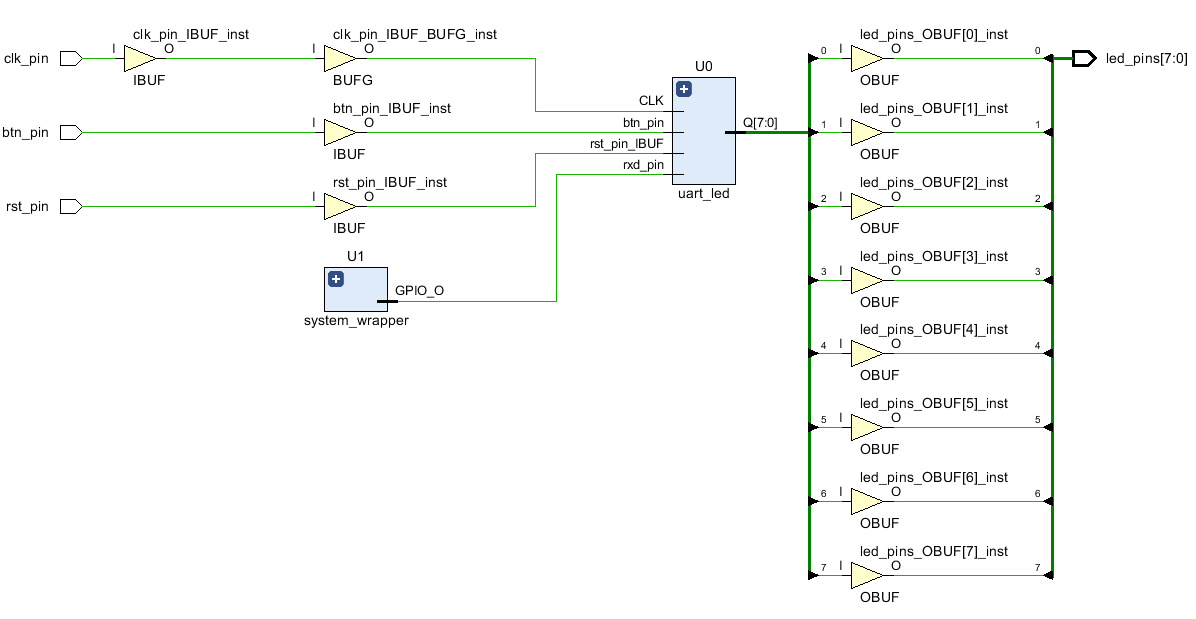 clk_pin
I
clk_pin_IBUF_inst
O
IBUF
I
clk_pin_IBUF_BUFG_inst
O
BUFG
btn_pin
I
btn_pin_IBUF_inst
O
IBUF
rst_pin
I
rst_pin_IBUF_inst
O
IBUF
U1
GPIO_O
system_wrapper
U0
CLK
btn_pin
rst_pin_IBUF
rxd_pin
Q[7:0]
uart_led
led_pins_OBUF[0]_inst
0 I O 0
OBUF
led_pins_OBUF[1]_inst
1 I O 1
OBUF
led_pins_OBUF[2]_inst
2 I O 2
OBUF
led_pins_OBUF[3]_inst
3 I O 3
OBUF
led_pins_OBUF[4]_inst
4 I O 4
OBUF
led_pins_OBUF[5]_inst
5 I O 5
OBUF
led_pins_OBUF[6]_inst
6 I O 6
OBUF
led_pins_OBUF[7]_inst
7 I O 7
OBUF
led_pins[7:0]